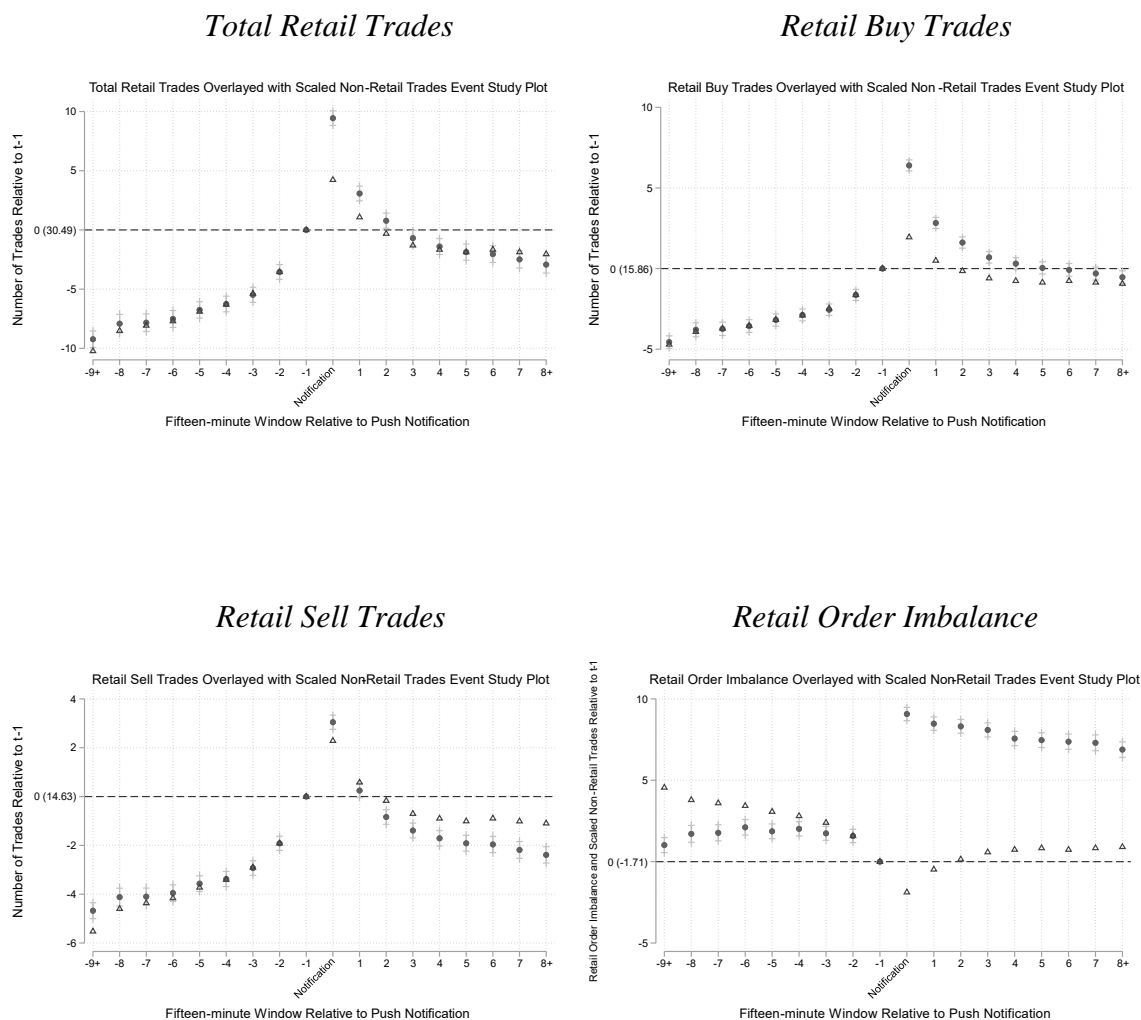 Total Retail Trades
Total Retail Trades Overlayed with Scaled Non-Retail Trades Event Study Plot
Number of Trades Relative to t-1
10
5
0 (30.49)
-5
-10
-9+ -8 -7 -6 -5 -4 -3 -2 -1 Notification 1 2 3 4 5 6 7 8+
Fifteen-minute Window Relative to Push Notification
Retail Buy Trades
Retail Buy Trades Overlayed with Scaled Non-Retail Trades Event Study Plot
Number of Trades Relative to t-1
10
5
0 (15.86)
-5
-9+ -8 -7 -6 -5 -4 -3 -2 -1 Notification 1 2 3 4 5 6 7 8+
Fifteen-minute Window Relative to Push Notification
Retail Sell Trades
Retail Sell Trades Overlayed with Scaled Non-Retail Trades Event Study Plot
Number of Trades Relative to t-1
4
2
0 (14.63)
-2
-4
-6
-9+ -8 -7 -6 -5 -4 -3 -2 -1 Notification 1 2 3 4 5 6 7 8+
Fifteen-minute Window Relative to Push Notification
Retail Order Imbalance
Retail Order Imbalance Overlayed with Scaled Non-Retail Trades Event Study Plot
Retail Order Imbalance and Scaled Non-Retail Trades Relative to t-1
10
5
0 (-1.71)
-5
-9+ -8 -7 -6 -5 -4 -3 -2 -1 Notification 1 2 3 4 5 6 7 8+
Fifteen-minute Window Relative to Push Notification